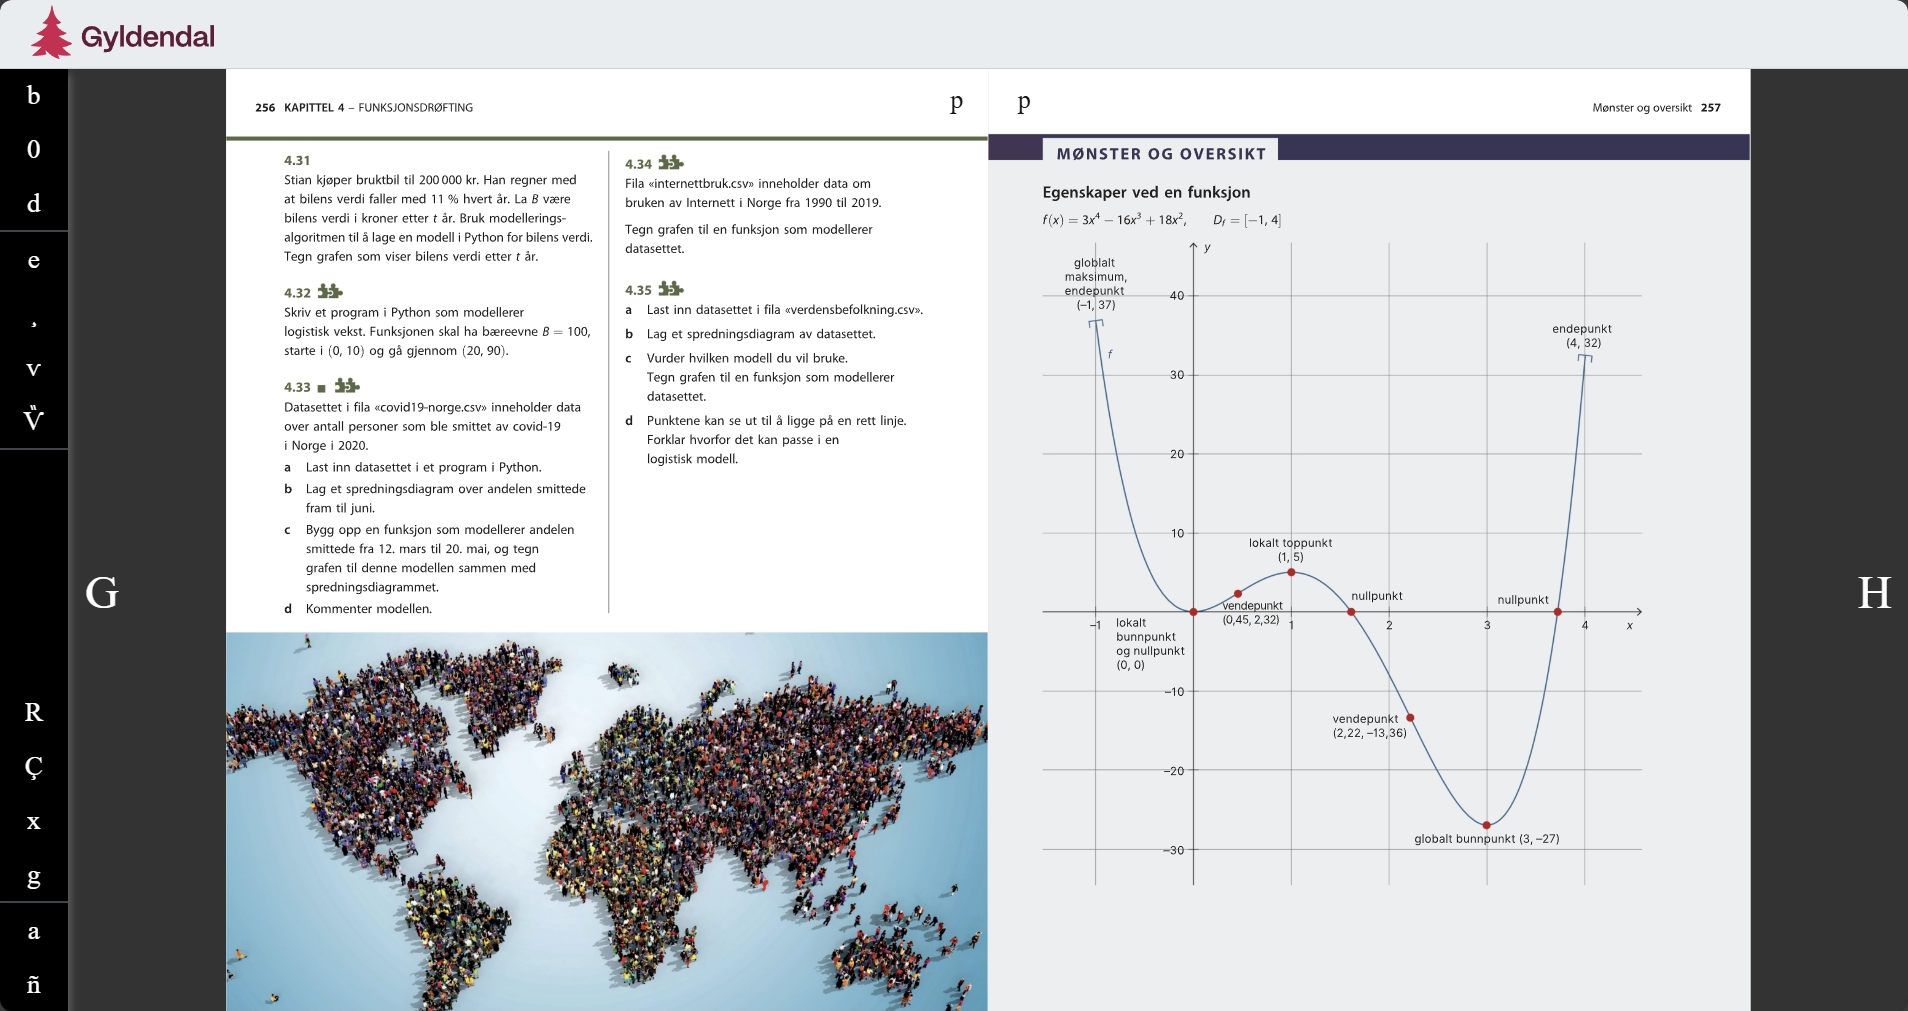 Gyldendal
b
0
d
e
¸
v
R
Ç
x
g
a
ñ
G
H
256 KAPITTEL 4 – FUNKSJONSDRØFTING
p
4.31
Stian kjøper bruktbil til 200 000 kr. Han regner med
at bilens verdi faller med 11 % hvert år. La B være
bilens verdi i kroner etter t år. Bruk modellerings-
algoritmen til å lage en modell i Python for bilens verdi.
Tegn grafen som viser bilens verdi etter t år.
4.32
Skriv et program i Python som modellerer
logistisk vekst. Funksjonen skal ha bæreevne B = 100,
starte i (0, 10) og gå gjennom (20, 90).
4.33
Datasettet i fila «covid19-norge.csv» inneholder data
over antall personer som ble smittet av covid-19
i Norge i 2020.
a Last inn datasettet i et program i Python.
b Lag et spredningsdiagram over andelen smittede
fram til juni.
c Bygg opp en funksjon som modellerer andelen
smittede fra 12. mars til 20. mai, og tegn
grafen til denne modellen sammen med
spredningsdiagrammet.
d Kommenter modellen.
4.34
Fila «internettbruk.csv» inneholder data om
bruken av Internett i Norge fra 1990 til 2019.
Tegn grafen til en funksjon som modellerer
datasettet.
4.35
a Last inn datasettet i fila «verdensbefolkning.csv».
b Lag et spredningsdiagram av datasettet.
c Vurder hvilken modell du vil bruke.
Tegn grafen til en funksjon som modellerer
datasettet.
d Punktene kan se ut til å ligge på en rett linje.
Forklar hvorfor det kan passe i en
logistisk modell.
p
Mønster og oversikt 257
MØNSTER OG OVERSIKT
Egenskaper ved en funksjon
f(x) = 3x⁴ − 16x³ + 18x², D_f = [−1, 4]
y
globlalt
maksimum,
endepunkt
(–1, 37)
40
endepunkt
(4, 32)
f
30
20
10
lokalt toppunkt
(1, 5)
nullpunkt
nullpunkt
vendepunkt
(0,45, 2,32)
–1
1
2
3
4
x
lokalt
bunnpunkt
og nullpunkt
(0, 0)
–10
vendepunkt
(2,22, –13,36)
–20
globalt bunnpunkt (3, –27)
–30